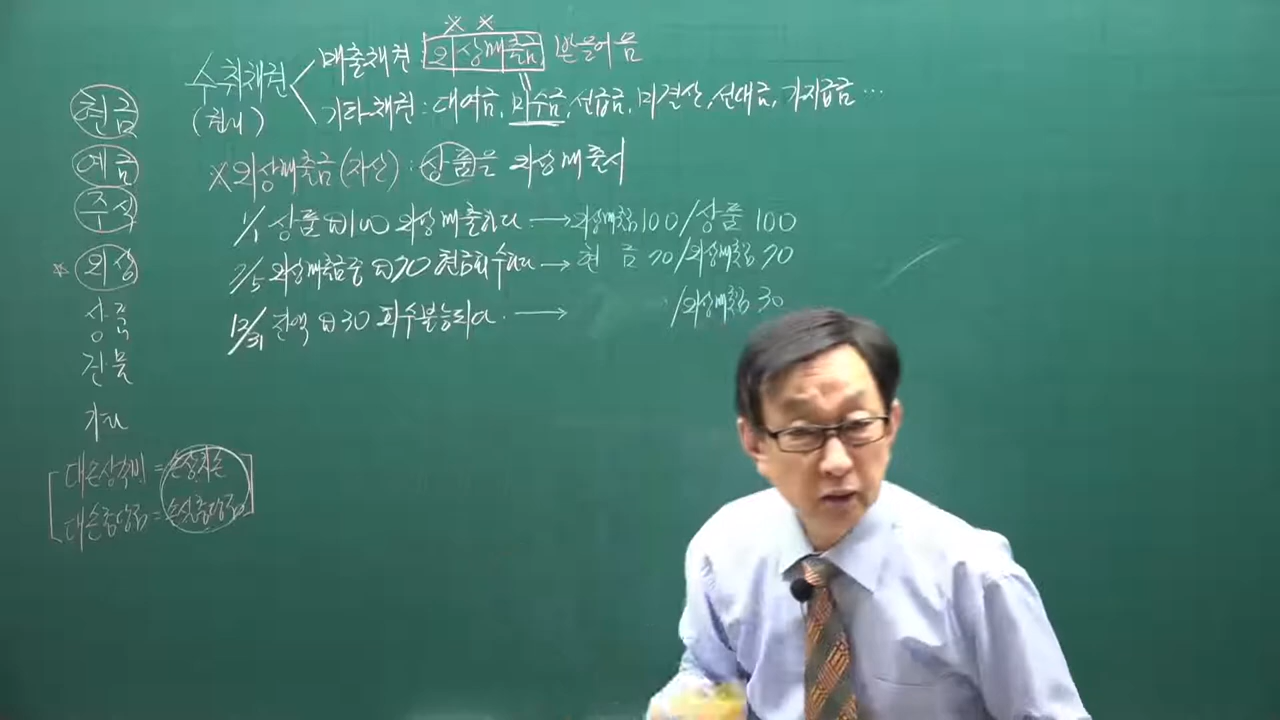 현금
예금
주식
※ 외상
상품
건물
기타
대손상각비 = 손상차손
대손충당금 = 손실충당금
※ ※
수취채권
(권리)
매출채권 외상매출금, 받을어음
기타채권 : 대여금, 미수금, 선급금, 미결산, 선대금, 가지급금 …
※ 외상매출금 (자산) : 상품을 외상매출시
1/1 상품 ₩100 외상매출하다 → 외상매출금 100 / 상품 100
7/5 외상매출금 중 ₩70 현금회수하다 → 현금 70 / 외상매출금 70
12/31 잔액 ₩30 회수불능되다. → / 외상매출금 30